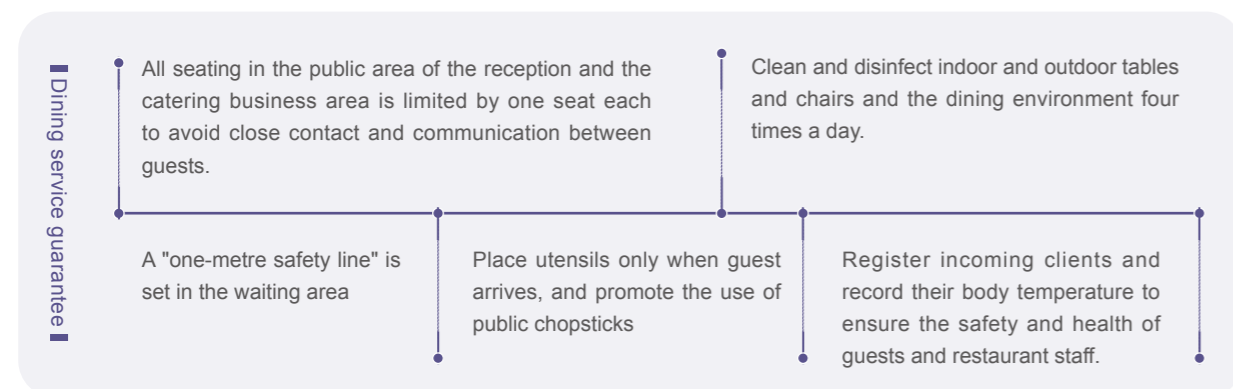 Dining service guarantee
All seating in the public area of the reception and the
catering business area is limited by one seat each
to avoid close contact and communication between
guests.
Clean and disinfect indoor and outdoor tables
and chairs and the dining environment four
times a day.
A "one-metre safety line" is
set in the waiting area
Place utensils only when guest
arrives, and promote the use of
public chopsticks
Register incoming clients and
record their body temperature to
ensure the safety and health of
guests and restaurant staff.